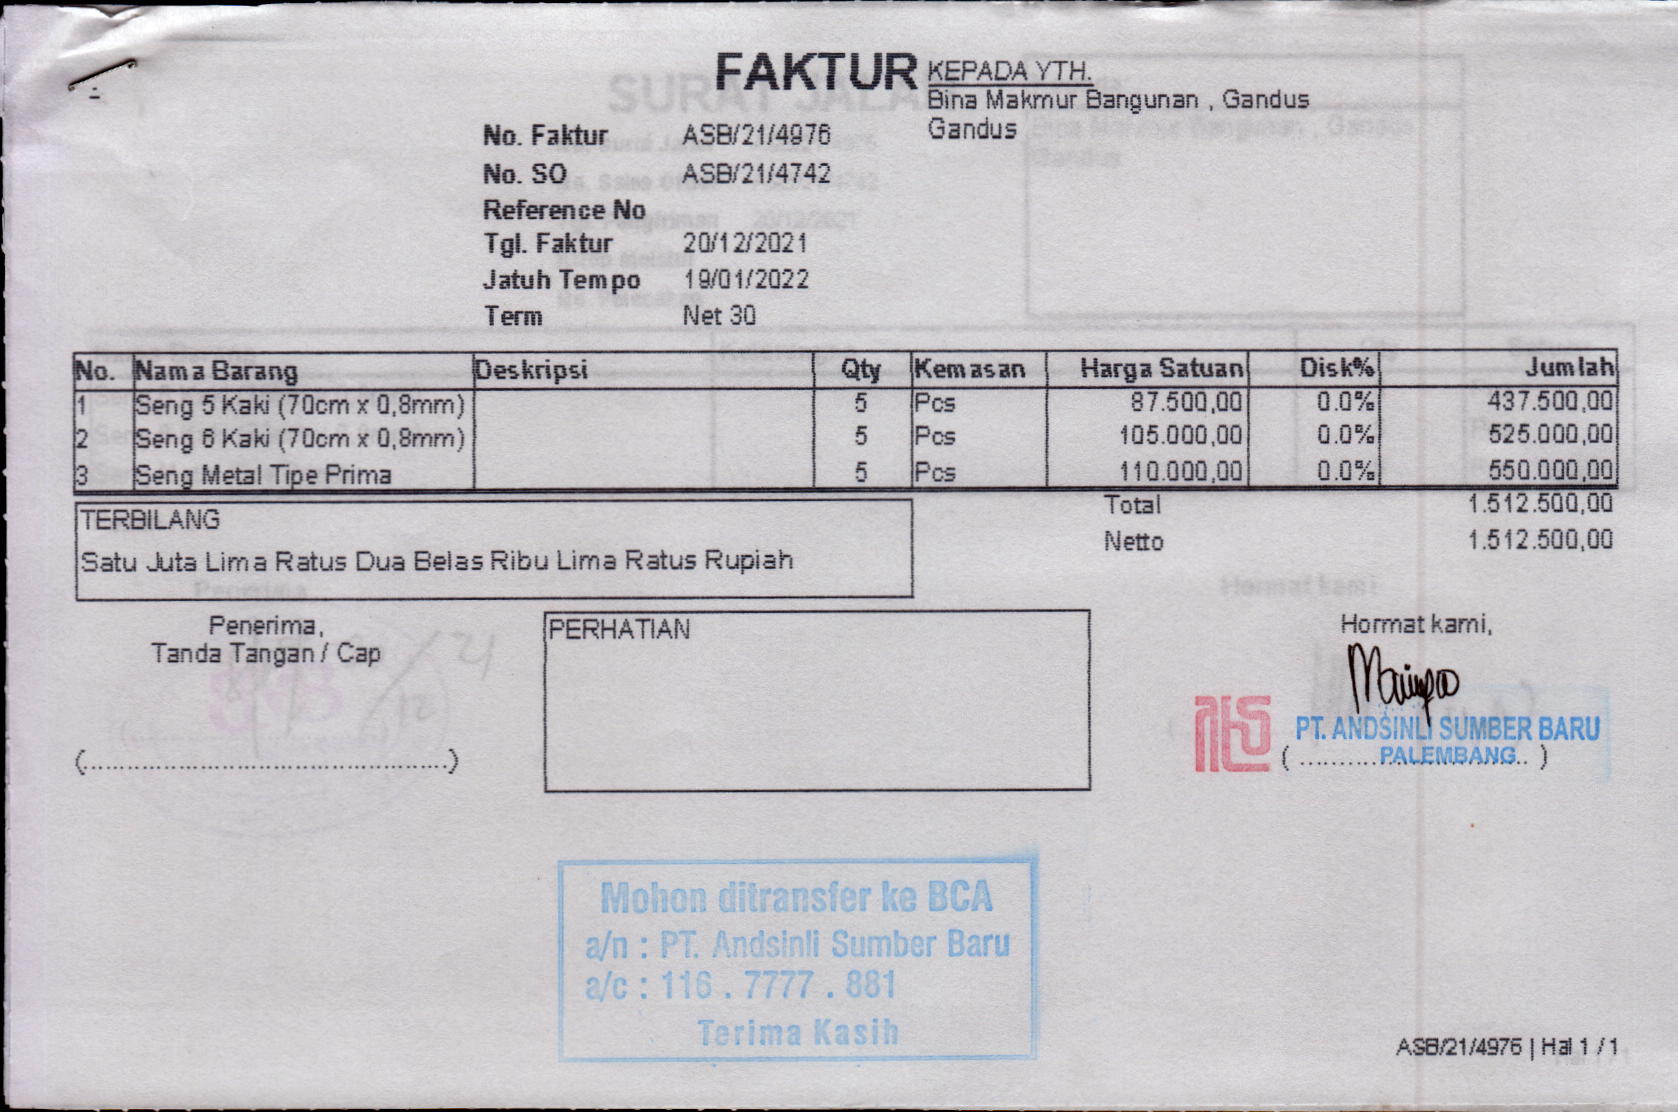 FAKTUR
KEPADA YTH.
Bina Makmur Bangunan , Gandus
Gandus
No. Faktur ASB/21/4976
No. SO ASB/21/4742
Reference No
Tgl. Faktur 20/12/2021
Jatuh Tempo 19/01/2022
Term Net 30
No. Nama Barang Deskripsi Qty Kemasan Harga Satuan Disk% Jumlah
1 Seng 5 Kaki (70cm x 0,8mm) 5 Pcs 87.500,00 0.0% 437.500,00
2 Seng 6 Kaki (70cm x 0,8mm) 5 Pcs 105.000,00 0.0% 525.000,00
3 Seng Metal Tipe Prima 5 Pcs 110.000,00 0.0% 550.000,00
Total 1.512.500,00
Netto 1.512.500,00
TERBILANG
Satu Juta Lima Ratus Dua Belas Ribu Lima Ratus Rupiah
Penerima,
Tanda Tangan / Cap
(....................................................)
PERHATIAN
Hormat kami,
PT. ANDSINLI SUMBER BARU
PALEMBANG
Mohon ditransfer ke BCA
a/n : PT. Andsinli Sumber Baru
a/c : 116 . 7777 . 881
Terima Kasih
ASB/21/4976 | Hal 1 / 1